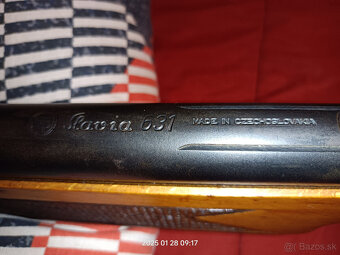 Slavia 631 MADE IN CZECHOSLOVAKIA
2025 01 28 09:17
Bazos.sk